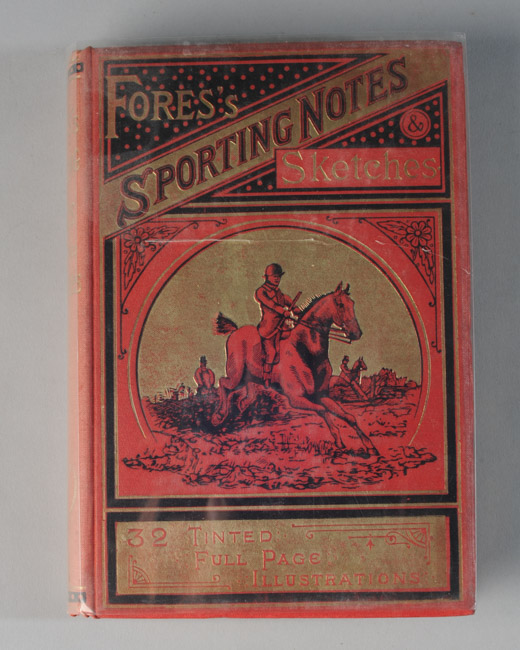 FORES'S
SPORTING NOTES
&
Sketches
32 TINTED
FULL PAGE
ILLUSTRATIONS